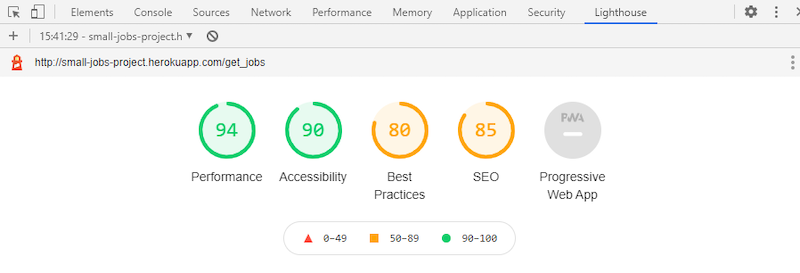 Elements Console Sources Network Performance Memory Application Security Lighthouse
+ 15:41:29 - small-jobs-project.h
http://small-jobs-project.herokuapp.com/get_jobs
94 90 80 85 PWA
Performance Accessibility Best Practices SEO Progressive Web App
0–49 50–89 90–100